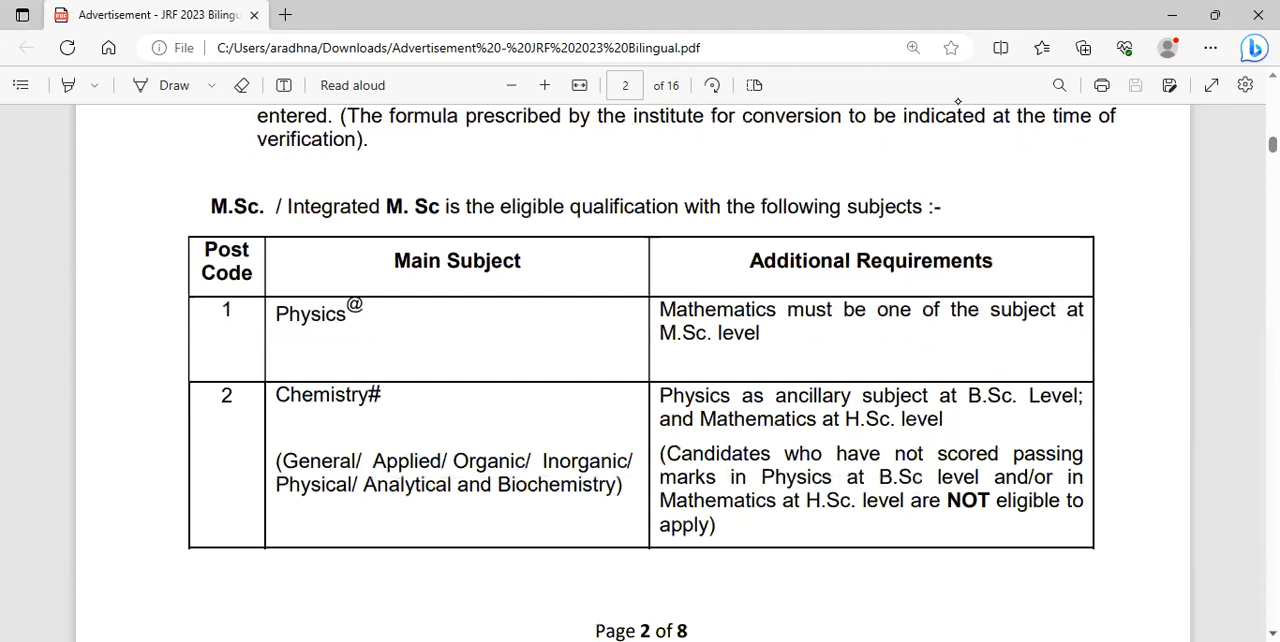 Advertisement - JRF 2023 Bilingu
File C:/Users/aradhna/Downloads/Advertisement%20-%20JRF%202023%20Bilingual.pdf
Draw Read aloud 2 of 16
entered. (The formula prescribed by the institute for conversion to be indicated at the time of
verification).
M.Sc. / Integrated M. Sc is the eligible qualification with the following subjects :-
Post
Code
Main Subject
Additional Requirements
1
Physics@
Mathematics must be one of the subject at
M.Sc. level
2
Chemistry#
(General/ Applied/ Organic/ Inorganic/
Physical/ Analytical and Biochemistry)
Physics as ancillary subject at B.Sc. Level;
and Mathematics at H.Sc. level
(Candidates who have not scored passing
marks in Physics at B.Sc level and/or in
Mathematics at H.Sc. level are NOT eligible to
apply)
Page 2 of 8